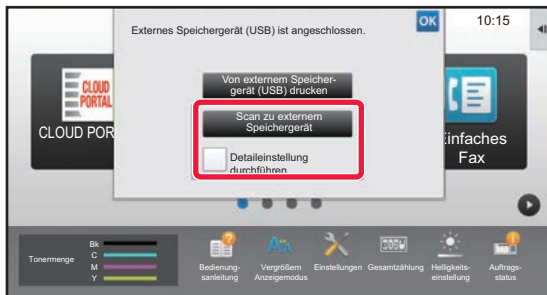 Externes Speichergerät (USB) ist angeschlossen.
OK
10:15
Von externem Speicher-
gerät (USB) drucken
Scan zu externem
Speichergerät
Detaileinstellung
durchführen
CLOUD
PORTAL
CLOUD POR
Einfaches
Fax
Tonermenge
Bk
C
M
Y
Bedienung-
sanleitung
Vergrößern
Anzeigemodus
Einstellungen
Gesamtzählung
Helligkeits-
einstellung
Auftrags-
status